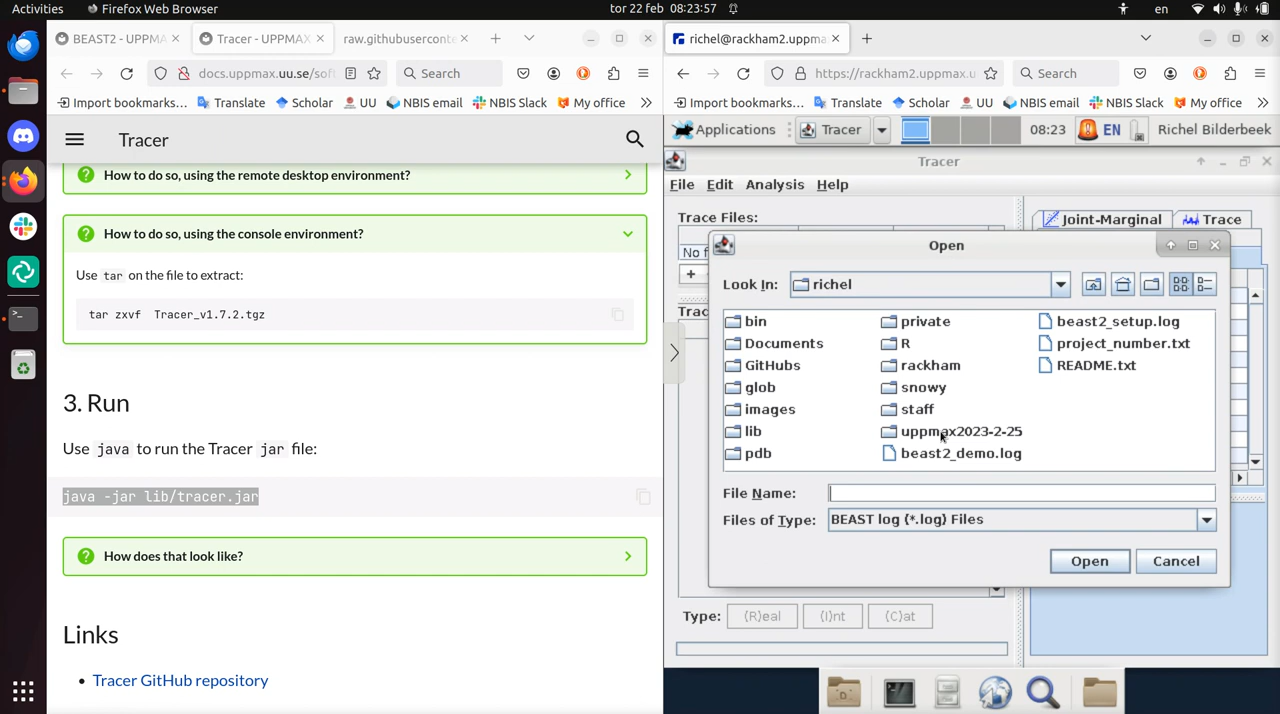 Activities
Firefox Web Browser
tor 22 feb 08:23:57
en
BEAST2 - UPPMA
Tracer - UPPMAX
raw.githubuserconte
docs.uppmax.uu.se/sof
Search
Import bookmarks...
Translate
Scholar
UU
NBIS email
NBIS Slack
My office
Tracer
How to do so, using the remote desktop environment?
How to do so, using the console environment?
Use tar on the file to extract:
tar zxvf Tracer_v1.7.2.tgz
3. Run
Use java to run the Tracer jar file:
java -jar lib/tracer.jar
How does that look like?
Links
Tracer GitHub repository
richel@rackham2.uppm
https://rackham2.uppmax.u
Search
Import bookmarks...
Translate
Scholar
UU
NBIS email
NBIS Slack
My office
Applications
Tracer
08:23
EN
Richel Bilderbeek
Tracer
File Edit Analysis Help
Trace Files:
Joint-Marginal
Trace
No f
+
Trac
Open
Look In:
richel
bin
Documents
GitHubs
glob
images
lib
pdb
private
R
rackham
snowy
staff
uppmax2023-2-25
beast2_demo.log
beast2_setup.log
project_number.txt
README.txt
File Name:
Files of Type:
BEAST log {*.log} Files
Open
Cancel
Type:
(R)eal
(I)nt
(C)at